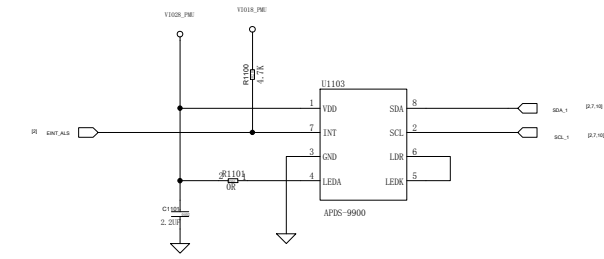 VIO28_PMU
VIO18_PMU
R1100
4.7K
U1103
1 VDD SDA 8
SDA_1 [2,7,10]
[2] EINT_ALS
7 INT SCL 2
SCL_1 [2,7,10]
3 GND LDR 6
2 R1101 1
0R
4 LEDA LEDK 5
C1101
2.2UF
APDS-9900